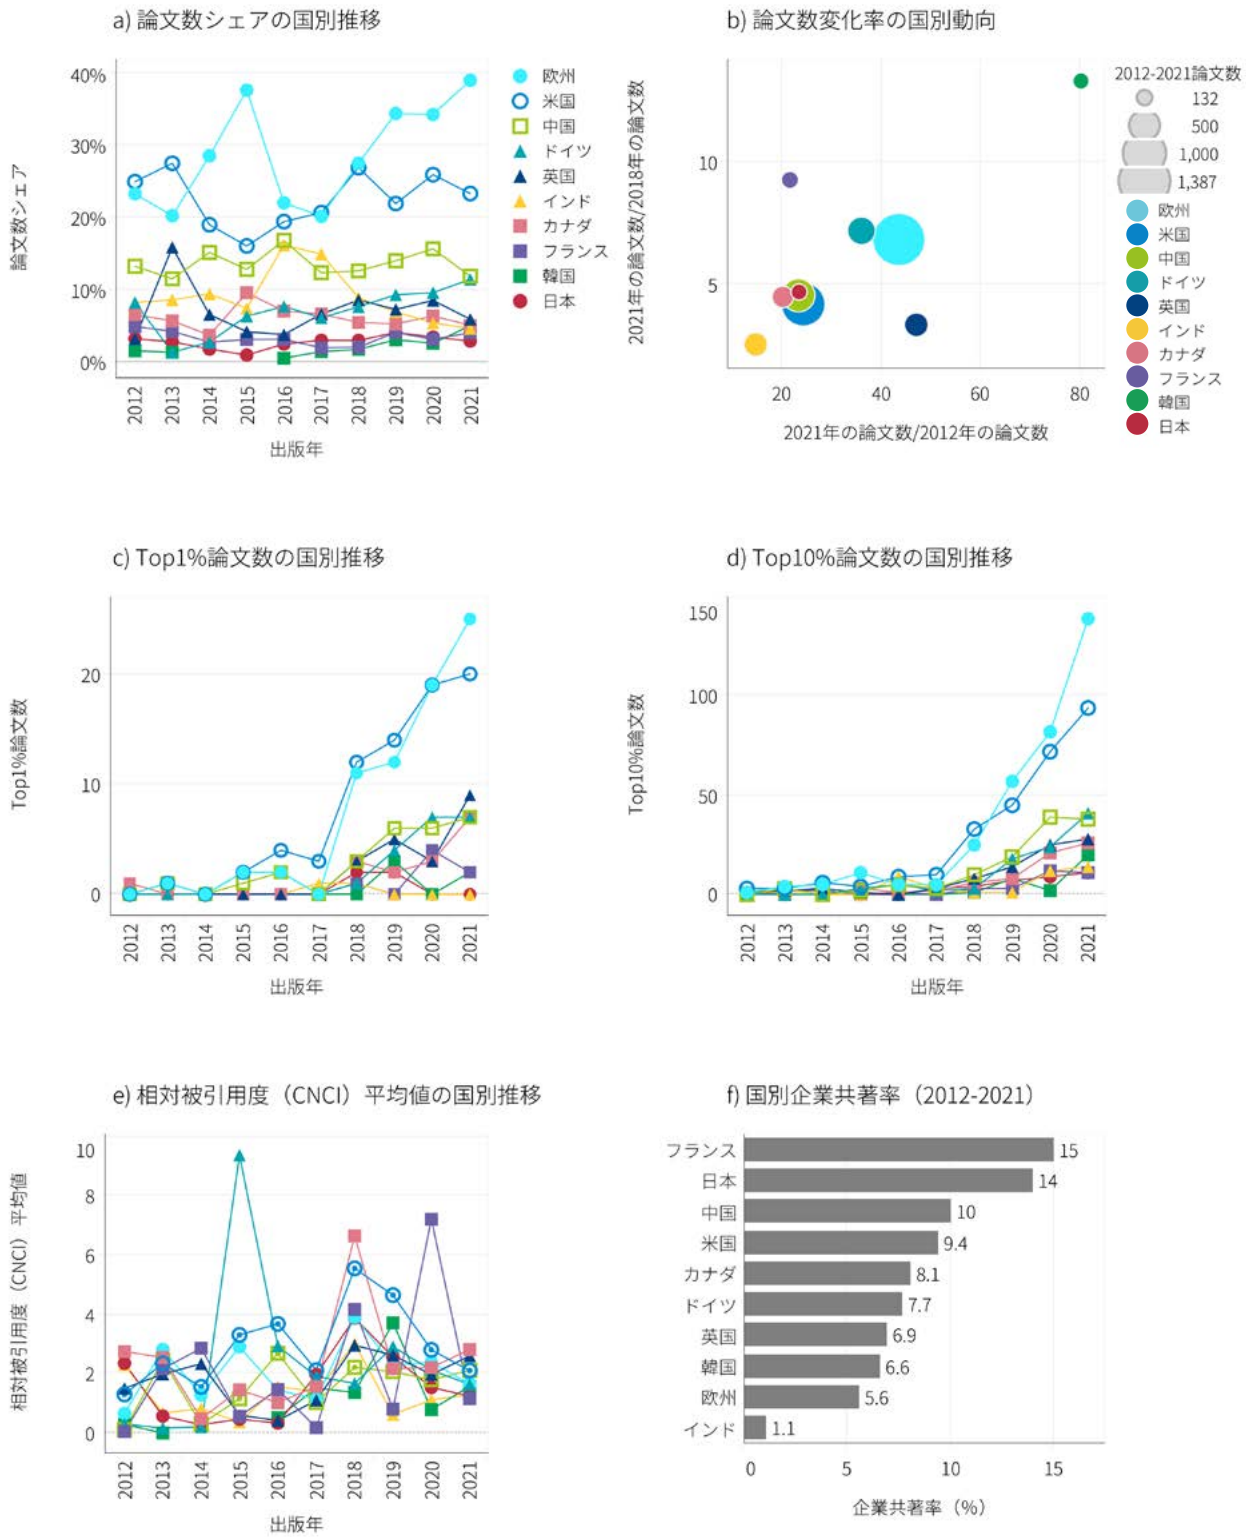 a) 論文数シェアの国別推移
論文数シェア
40%
30%
20%
10%
0%
2012
2013
2014
2015
2016
2017
2018
2019
2020
2021
出版年
欧州
米国
中国
ドイツ
英国
インド
カナダ
フランス
韓国
日本
b) 論文数変化率の国別動向
2021年の論文数/2018年の論文数
10
5
20
40
60
80
2021年の論文数/2012年の論文数
2012-2021論文数
132
500
1,000
1,387
欧州
米国
中国
ドイツ
英国
インド
カナダ
フランス
韓国
日本
c) Top1%論文数の国別推移
Top1%論文数
20
10
0
2012
2013
2014
2015
2016
2017
2018
2019
2020
2021
出版年
d) Top10%論文数の国別推移
Top10%論文数
150
100
50
0
2012
2013
2014
2015
2016
2017
2018
2019
2020
2021
出版年
e) 相対被引用度（CNCI）平均値の国別推移
相対被引用度（CNCI） 平均値
10
8
6
4
2
0
2012
2013
2014
2015
2016
2017
2018
2019
2020
2021
出版年
f) 国別企業共著率（2012-2021）
フランス 15
日本 14
中国 10
米国 9.4
カナダ 8.1
ドイツ 7.7
英国 6.9
韓国 6.6
欧州 5.6
インド 1.1
0
5
10
15
企業共著率（%）